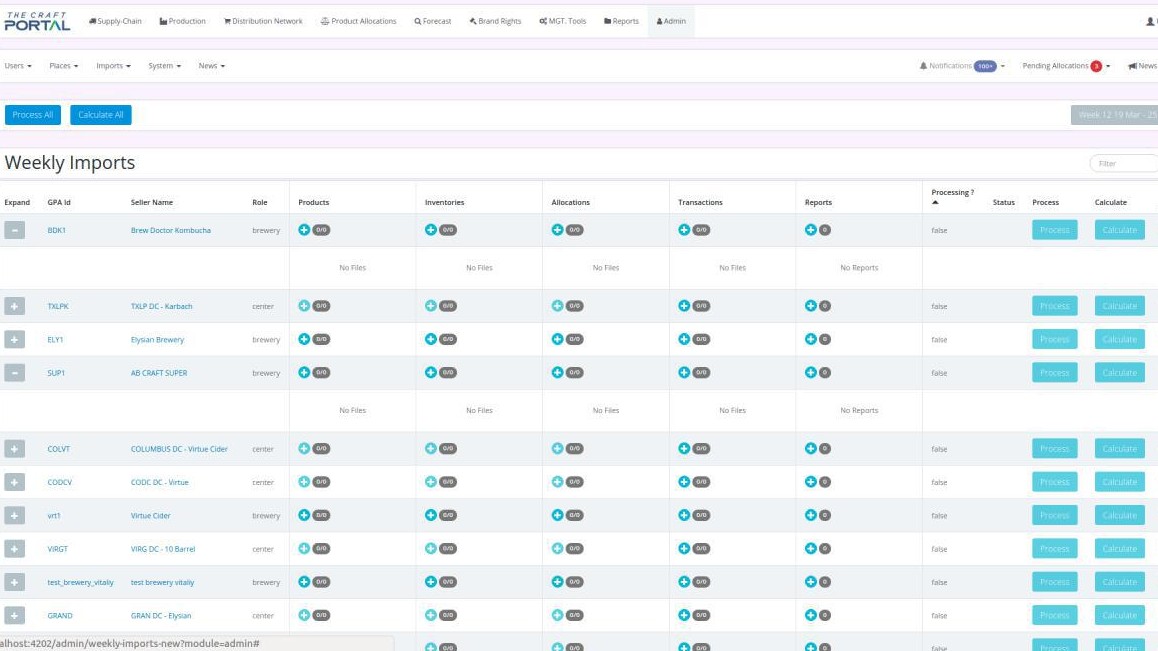 THE CRAFT
PORTAL
Supply-Chain Production Distribution Network Product Allocations Forecast Brand Rights MGT. Tools Reports Admin
Users Places Imports System News Notifications 100+ Pending Allocations 3 News
Process All Calculate All Week 12 19 Mar - 25
Weekly Imports Filter
Expand GPA Id Seller Name Role Products Inventories Allocations Transactions Reports Processing ? Status Process Calculate
BDK1 Brew Doctor Kombucha brewery 0/0 0/0 0/0 0/0 0 false Process Calculate
No Files No Files No Files No Files No Reports
TXLPK TXLP DC - Karbach center 0/0 0/0 0/0 0/0 0 false Process Calculate
ELY1 Elysian Brewery brewery 0/0 0/0 0/0 0/0 0 false Process Calculate
SUP1 AB CRAFT SUPER brewery 0/0 0/0 0/0 0/0 0 false Process Calculate
No Files No Files No Files No Files No Reports
COLVT COLUMBUS DC - Virtue Cider center 0/0 0/0 0/0 0/0 0 false Process Calculate
CODCV CODC DC - Virtue center 0/0 0/0 0/0 0/0 0 false Process Calculate
vrt1 Virtue Cider brewery 0/0 0/0 0/0 0/0 0 false Process Calculate
VIRGT VIRG DC - 10 Barrel center 0/0 0/0 0/0 0/0 0 false Process Calculate
test_brewery_vitaliy test brewery vitaliy brewery 0/0 0/0 0/0 0/0 0 false Process Calculate
GRAND GRAN DC - Elysian center 0/0 0/0 0/0 0/0 0 false Process Calculate
alhost:4202/admin/weekly-imports-new?module=admin# 0/0 0/0 0/0 0 false Process Calculate